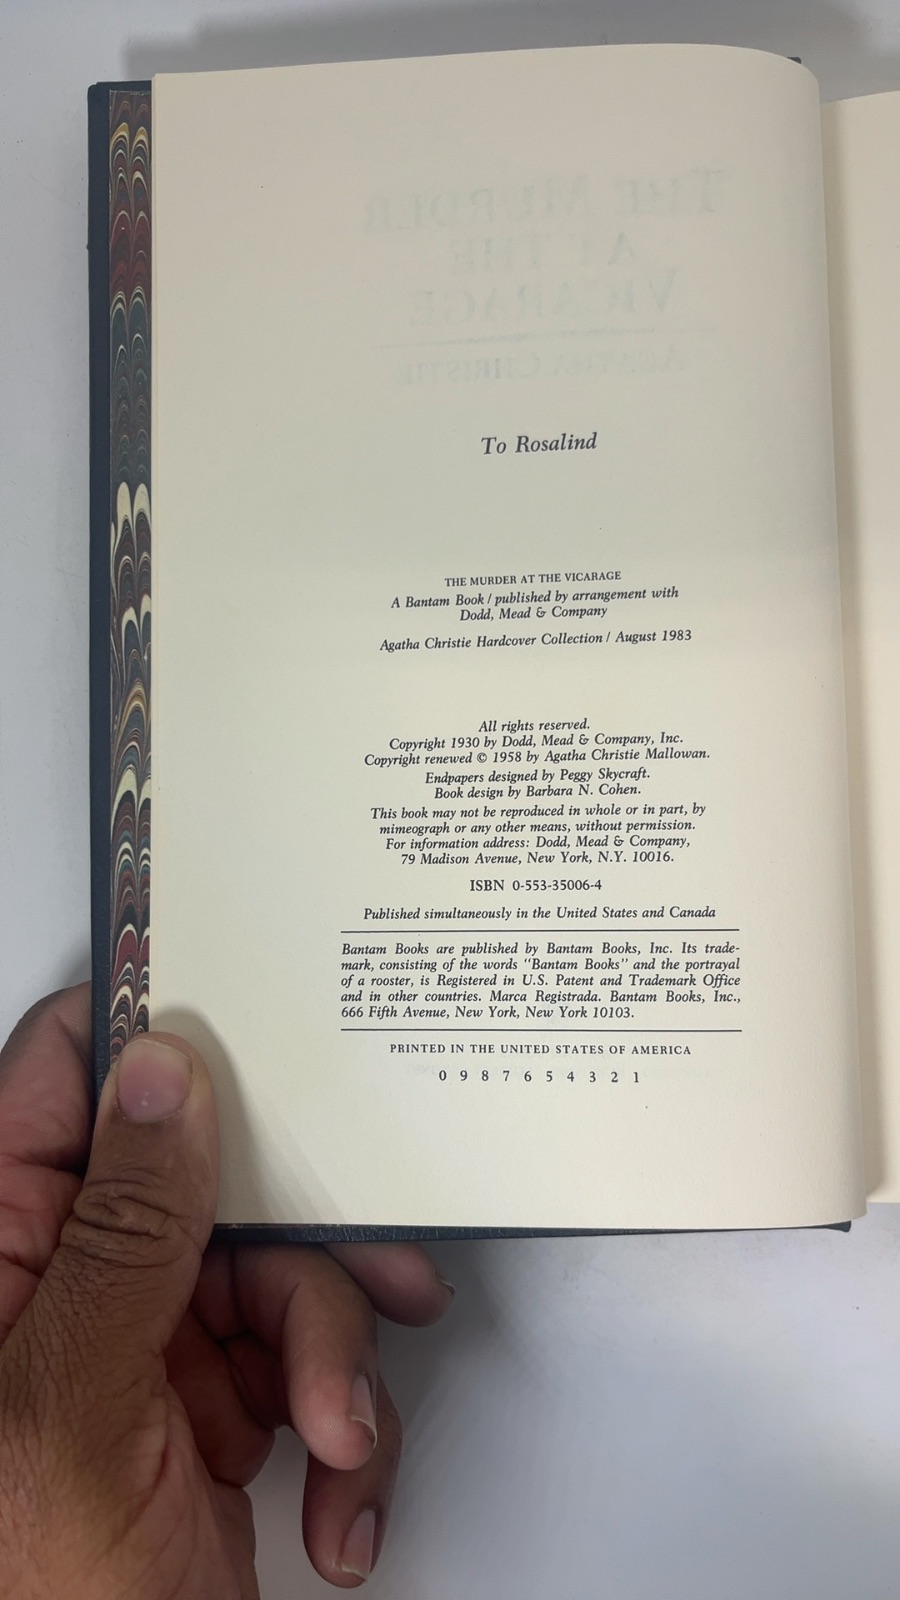 To Rosalind
THE MURDER AT THE VICARAGE
A Bantam Book / published by arrangement with
Dodd, Mead & Company
Agatha Christie Hardcover Collection / August 1983
All rights reserved.
Copyright 1930 by Dodd, Mead & Company, Inc.
Copyright renewed © 1958 by Agatha Christie Mallowan.
Endpapers designed by Peggy Skycraft.
Book design by Barbara N. Cohen.
This book may not be reproduced in whole or in part, by
mimeograph or any other means, without permission.
For information address: Dodd, Mead & Company,
79 Madison Avenue, New York, N.Y. 10016.
ISBN 0-553-35006-4
Published simultaneously in the United States and Canada
Bantam Books are published by Bantam Books, Inc. Its trade-
mark, consisting of the words "Bantam Books" and the portrayal
of a rooster, is Registered in U.S. Patent and Trademark Office
and in other countries. Marca Registrada. Bantam Books, Inc.,
666 Fifth Avenue, New York, New York 10103.
PRINTED IN THE UNITED STATES OF AMERICA
0 9 8 7 6 5 4 3 2 1